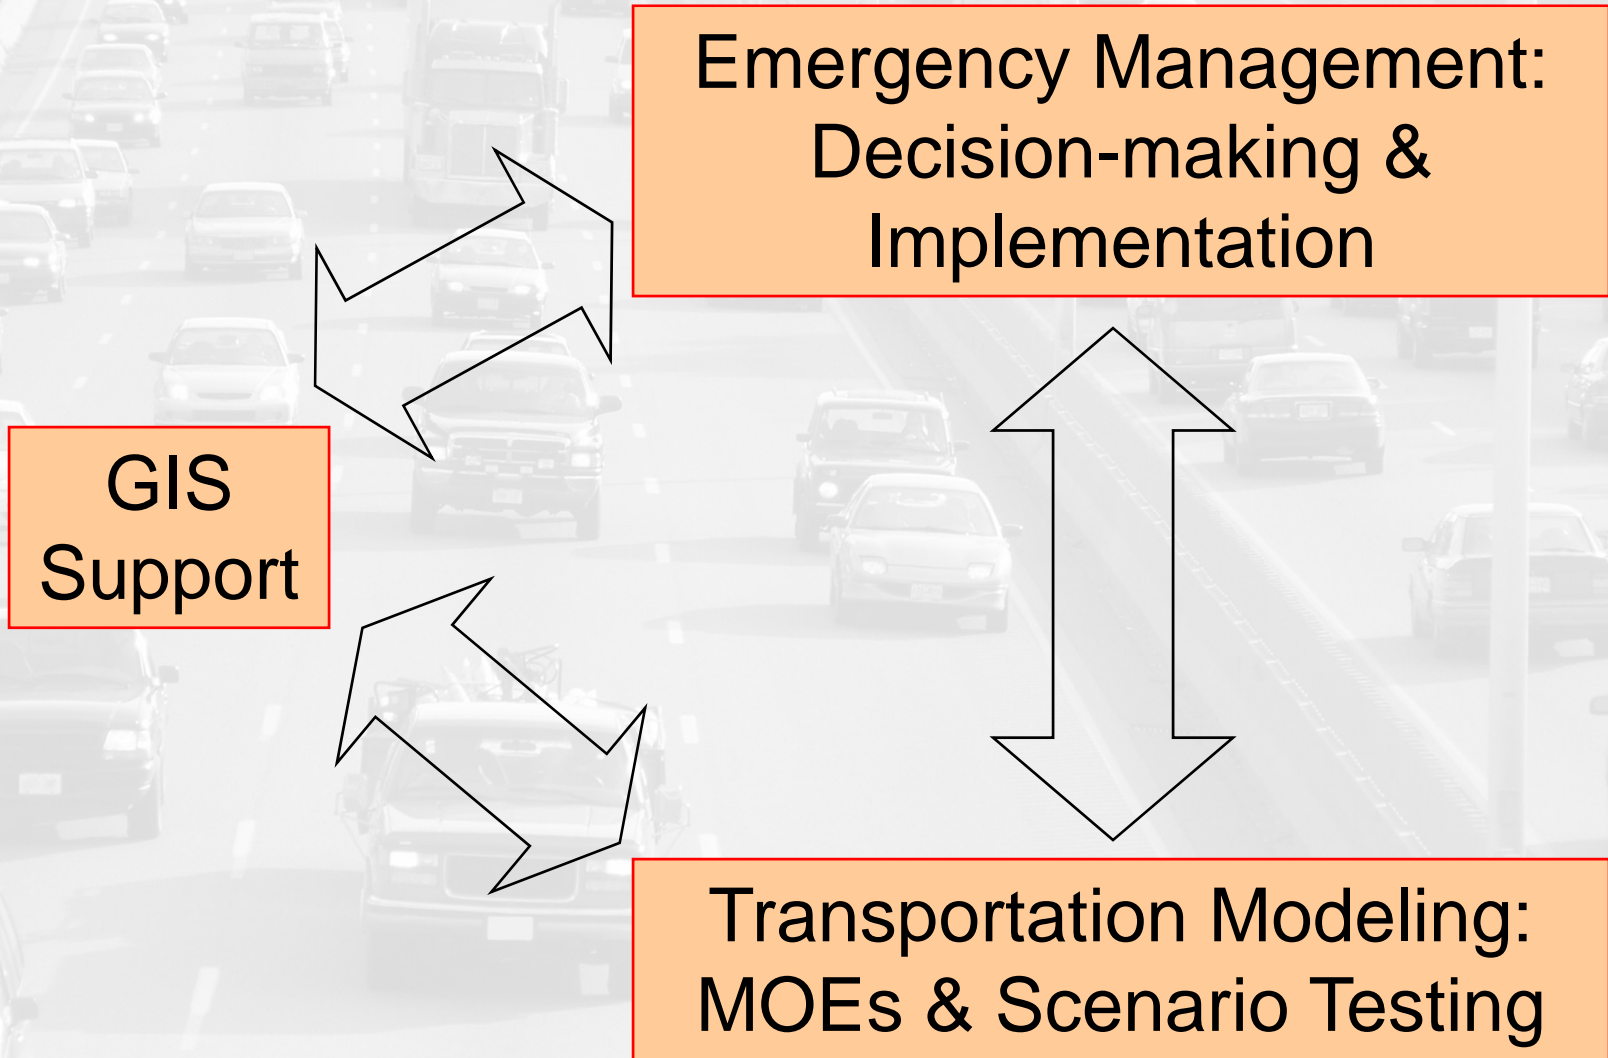 Emergency Management:
Decision-making &
Implementation
GIS
Support
Transportation Modeling:
MOEs & Scenario Testing